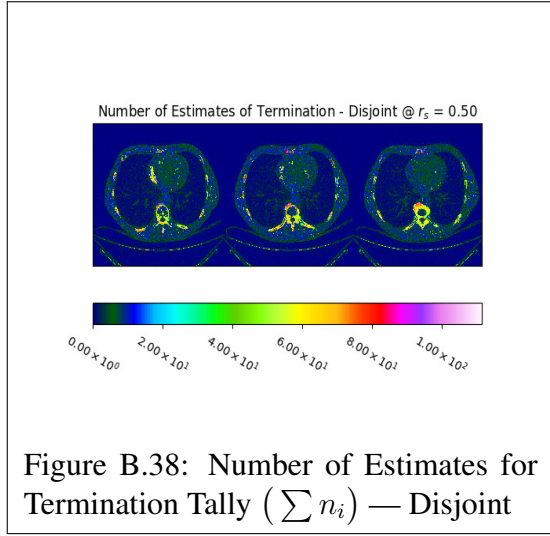 Number of Estimates of Termination - Disjoint @ r_s = 0.50
0.00 × 10⁰
2.00 × 10¹
4.00 × 10¹
6.00 × 10¹
8.00 × 10¹
1.00 × 10²
Figure B.38: Number of Estimates for
Termination Tally (∑ n_i) — Disjoint